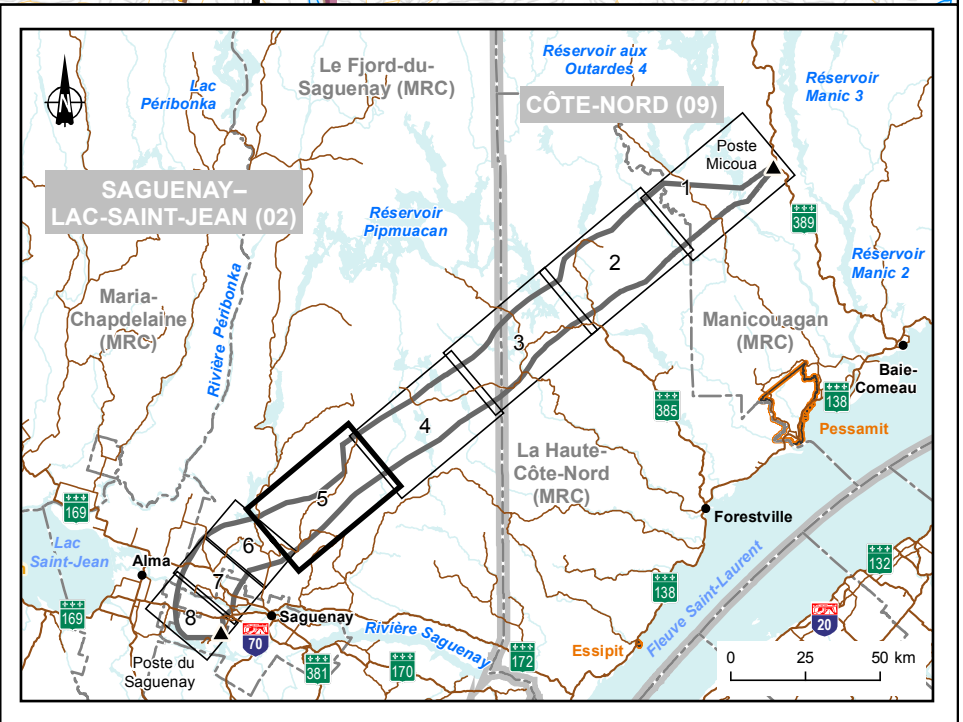 N
Le Fjord-du-
Saguenay (MRC)
Réservoir aux
Outardes 4
Réservoir
Manic 3
Lac
Péribonka
CÔTE-NORD (09)
Poste
Micoua
1
SAGUENAY–
LAC-SAINT-JEAN (02)
389
Réservoir
Pipmuacan
Réservoir
Manic 2
2
Rivière Péribonka
Maria-
Chapdelaine
(MRC)
Manicouagan
(MRC)
3
Baie-
Comeau
138
385
Pessamit
4
La Haute-
Côte-Nord
(MRC)
5
169
Forestville
Lac
Saint-Jean
Alma
6
7
Fleuve Saint-Laurent
132
138
169
8
Saguenay
20
70
Rivière Saguenay
Essipit
172
Poste du
Saguenay
381
170
0 25 50 km